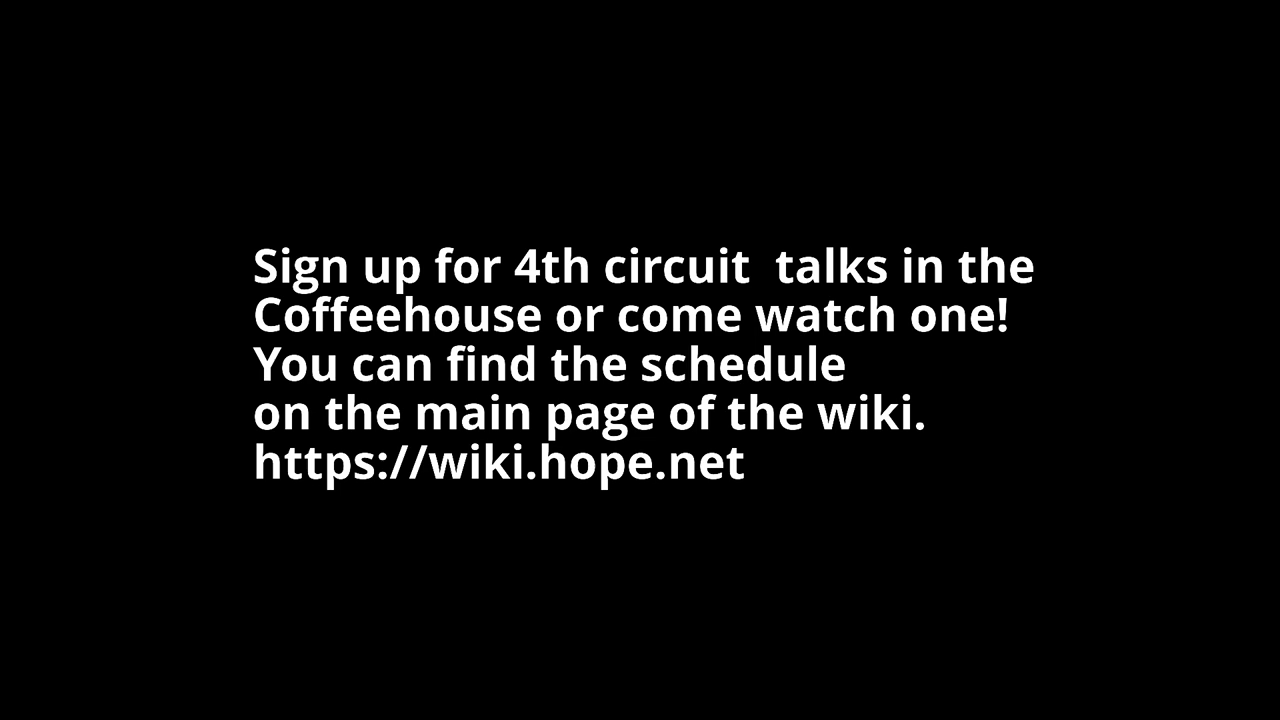 Sign up for 4th circuit  talks in the
Coffeehouse or come watch one!
You can find the schedule
on the main page of the wiki.
https://wiki.hope.net